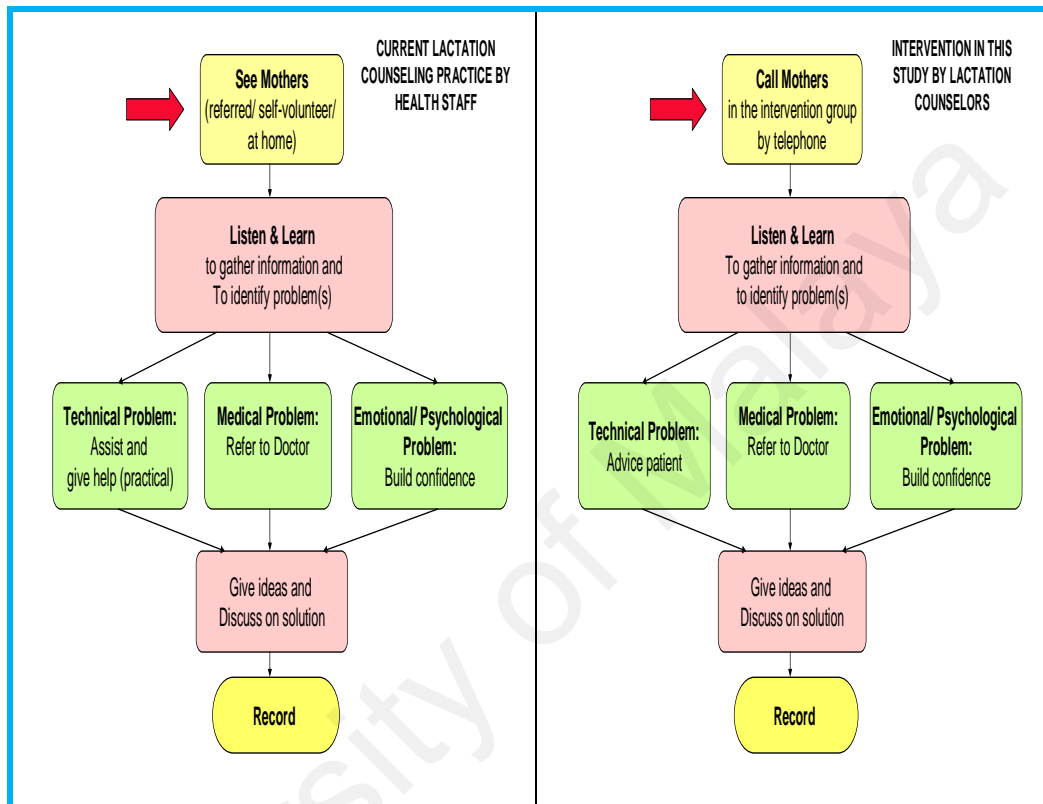 CURRENT LACTATION
COUNSELING PRACTICE BY
HEALTH STAFF
See Mothers
(referred/ self-volunteer/
at home)
Listen & Learn
to gather information and
To identify problem(s)
Technical Problem:
Assist and
give help (practical)
Medical Problem:
Refer to Doctor
Emotional/ Psychological
Problem:
Build confidence
Give ideas and
Discuss on solution
Record
INTERVENTION IN THIS
STUDY BY LACTATION
COUNSELORS
Call Mothers
in the intervention group
by telephone
Listen & Learn
To gather information and
to identify problem(s)
Technical Problem:
Advice patient
Medical Problem:
Refer to Doctor
Emotional/ Psychological
Problem:
Build confidence
Give ideas and
Discuss on solution
Record
ersity of Malaya